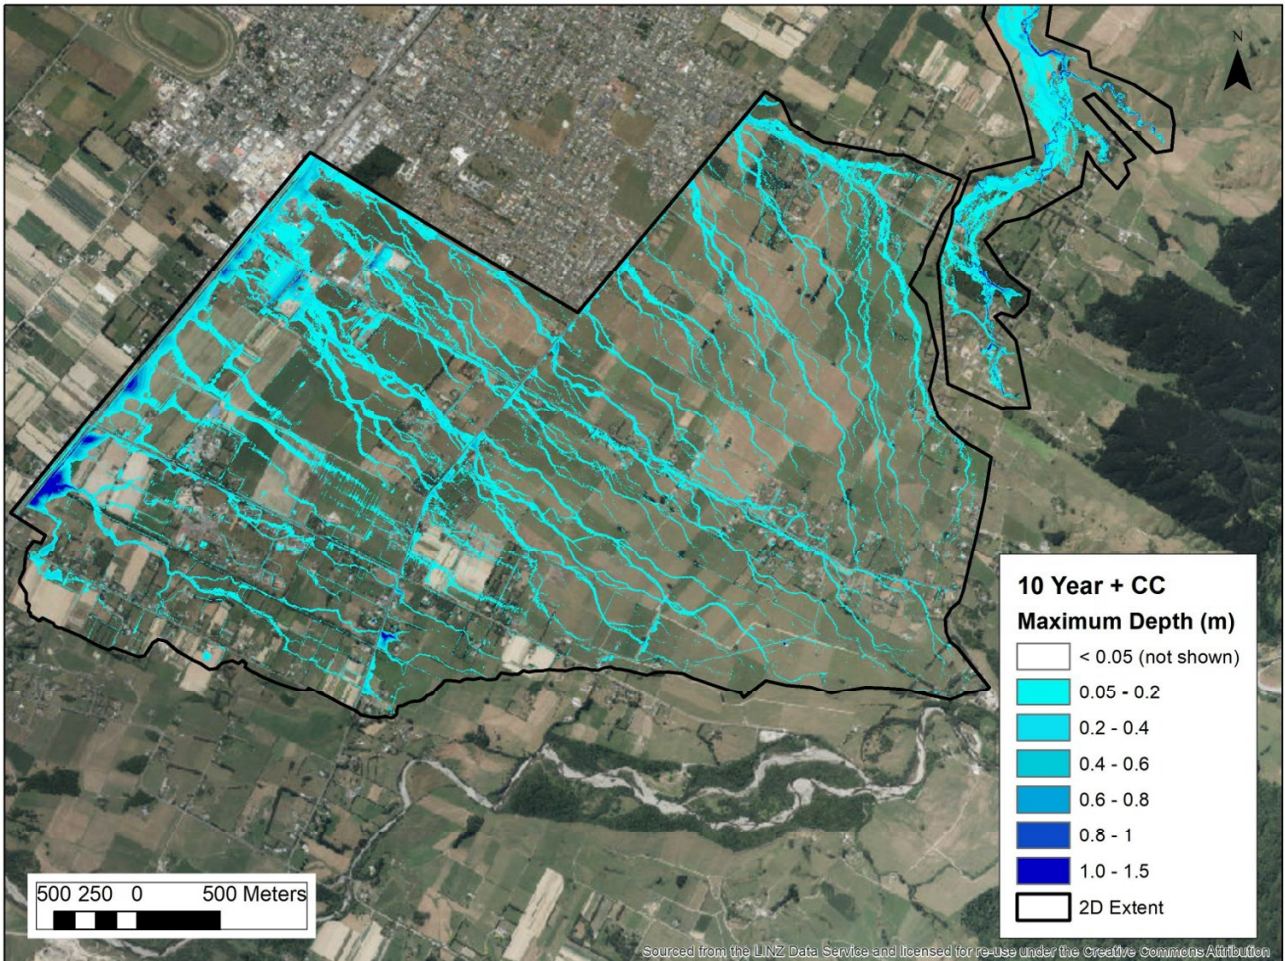 N
10 Year + CC
Maximum Depth (m)
< 0.05 (not shown)
0.05 - 0.2
0.2 - 0.4
0.4 - 0.6
0.6 - 0.8
0.8 - 1
1.0 - 1.5
2D Extent
500 250 0 500 Meters
Sourced from the LINZ Data Service and licensed for re-use under the Creative Commons Attribution